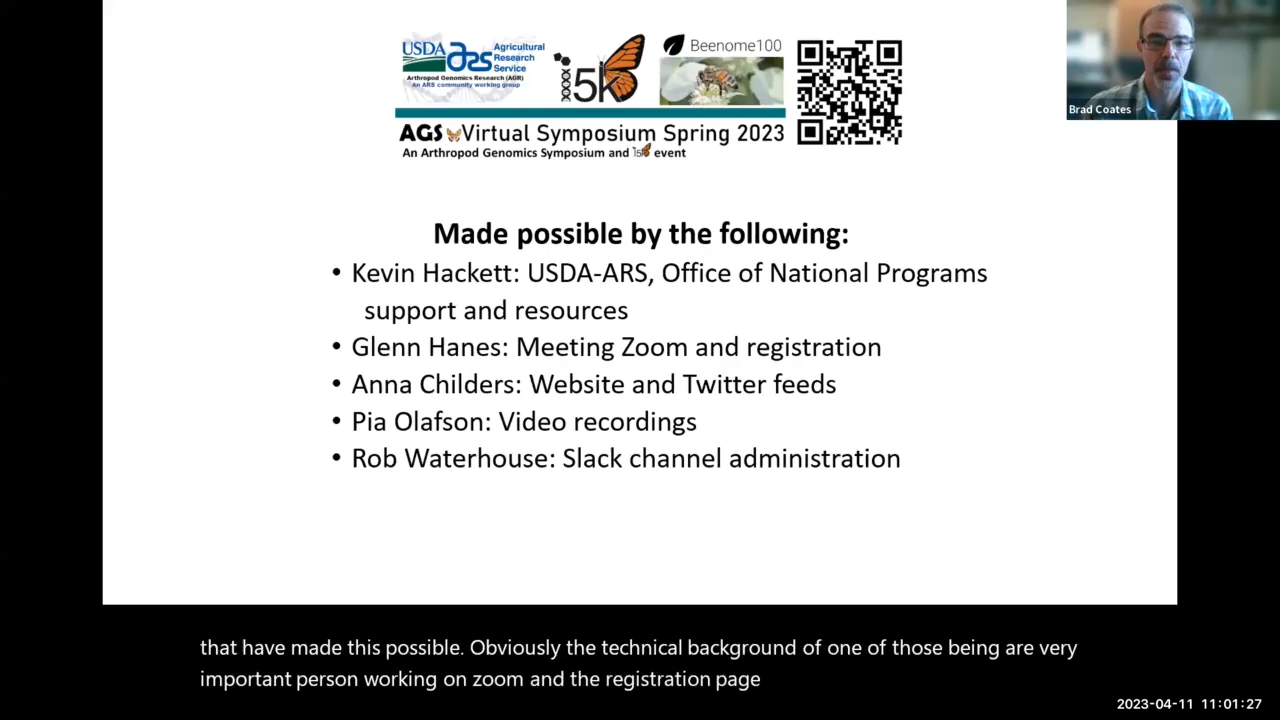 USDA ars Agricultural
Research
Service
Arthropod Genomics Research (AGR)
An ARS community working group
i5k
Beenome100
Brad Coates
AGS Virtual Symposium Spring 2023
An Arthropod Genomics Symposium and i5k event
Made possible by the following:
• Kevin Hackett: USDA-ARS, Office of National Programs
support and resources
• Glenn Hanes: Meeting Zoom and registration
• Anna Childers: Website and Twitter feeds
• Pia Olafson: Video recordings
• Rob Waterhouse: Slack channel administration
that have made this possible. Obviously the technical background of one of those being are very
important person working on zoom and the registration page
2023-04-11 11:01:27